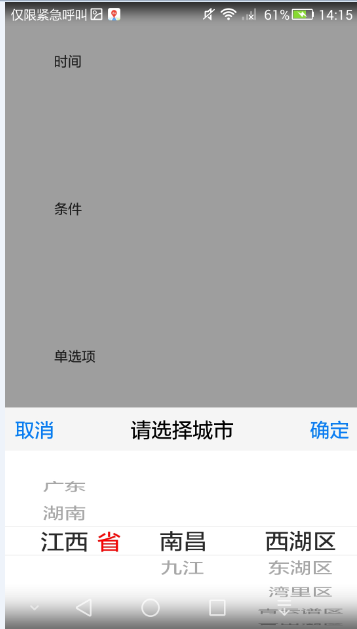 仅限紧急呼叫 61% 14:15
时间
条件
单选项
取消 请选择城市 确定
广东
湖南
江西 省 南昌 西湖区
九江 东湖区
湾里区